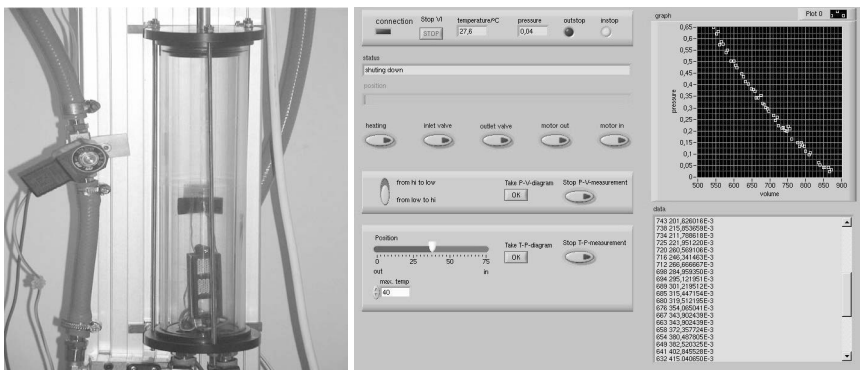 connection
Stop VI
temperature/ºC
pressure
outstop
instop
STOP
27,6
0,04
status
shuting down
position
heating
inlet valve
outlet valve
motor out
motor in
from hi to low
from low to hi
Take P-V-diagram
Stop P-V-measurement
OK
Position
0 25 50 75
out in
Take T-P-diagram
Stop T-P-measurement
OK
max. temp
40
graph
Plot 0
pressure
0,65
0,6
0,55
0,5
0,45
0,4
0,35
0,3
0,25
0,2
0,15
0,1
0,05
0
500 550 600 650 700 750 800 850 900
volume
data
743 201,626016E-3
738 215,853659E-3
734 211,788618E-3
725 221,951220E-3
720 260,569106E-3
716 246,341463E-3
712 266,666667E-3
698 284,959350E-3
694 295,121951E-3
689 301,219512E-3
685 315,447154E-3
680 319,512195E-3
676 354,065041E-3
667 343,902439E-3
663 343,902439E-3
658 372,357724E-3
654 380,487805E-3
649 382,520325E-3
641 402,845528E-3
632 415,040650E-3